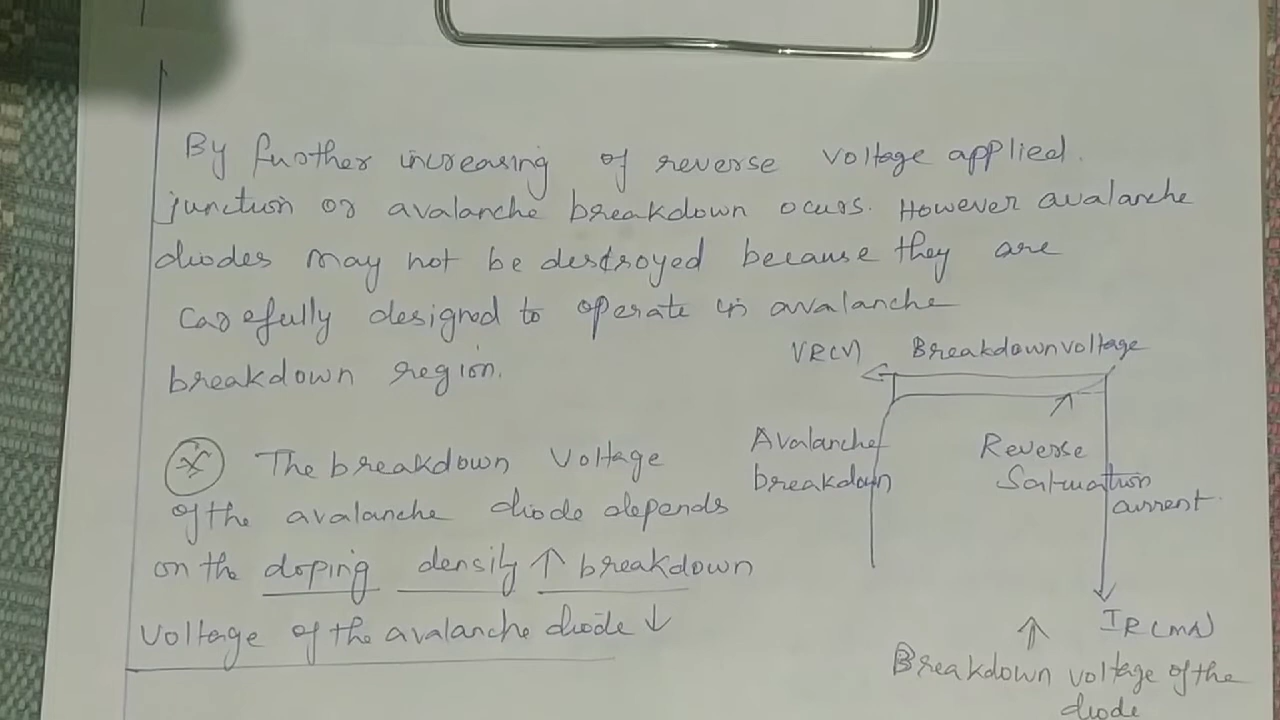 By further increasing of reverse voltage applied.
junction or avalanche breakdown ocurs. However avalanche
diodes may not be destroyed because they are
carefully designed to operate in avalanche
breakdown region.
VR(V) Breakdown voltage
Avalanche
breakdown
Reverse
Saturation
current
IR(MA)
Breakdown voltage of the
diode
The breakdown voltage
of the avalanche diode depends
on the doping density ↑ breakdown
voltage of the avalanche diode ↓